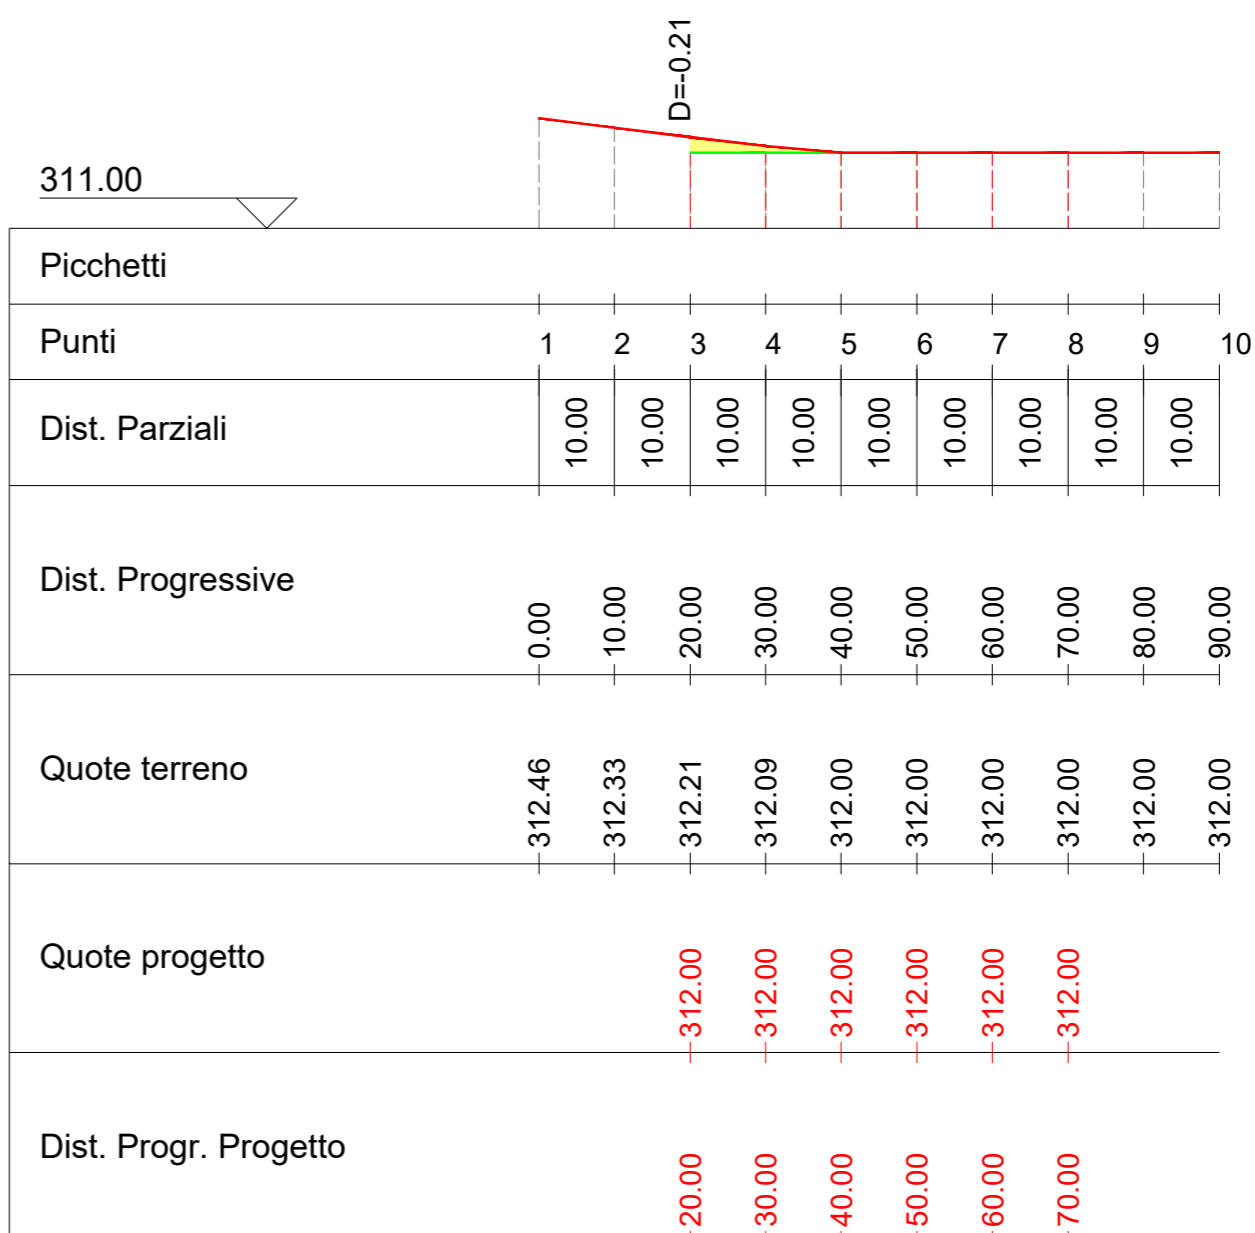 D=-0.21
311.00
Picchetti
Punti 1 2 3 4 5 6 7 8 9 10
Dist. Parziali 10.00 10.00 10.00 10.00 10.00 10.00 10.00 10.00 10.00
Dist. Progressive 0.00 10.00 20.00 30.00 40.00 50.00 60.00 70.00 80.00 90.00
Quote terreno 312.46 312.33 312.21 312.09 312.00 312.00 312.00 312.00 312.00 312.00
Quote progetto 312.00 312.00 312.00 312.00 312.00 312.00
Dist. Progr. Progetto 20.00 30.00 40.00 50.00 60.00 70.00